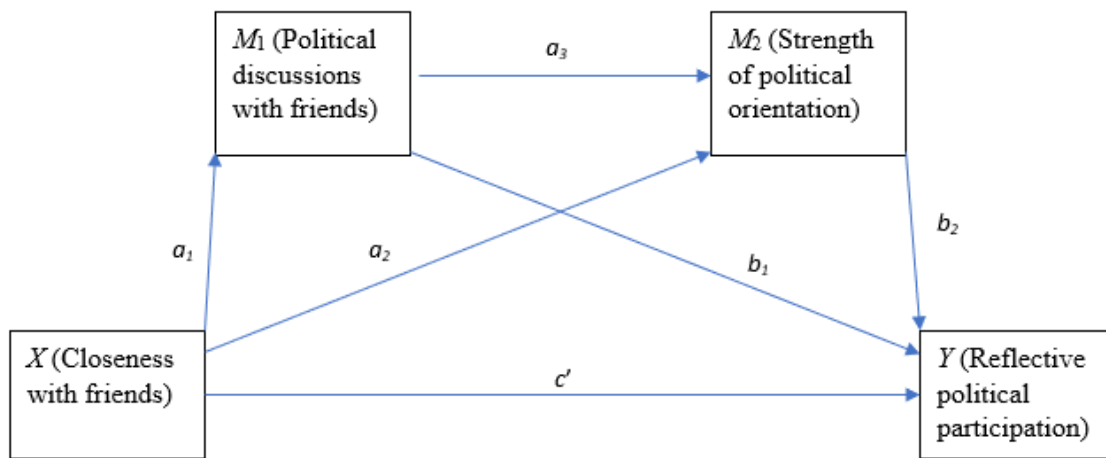 M₁ (Political
discussions
with friends)
a₃
M₂ (Strength
of political
orientation)
a₁
a₂
b₁
b₂
X (Closeness
with friends)
c′
Y (Reflective
political
participation)